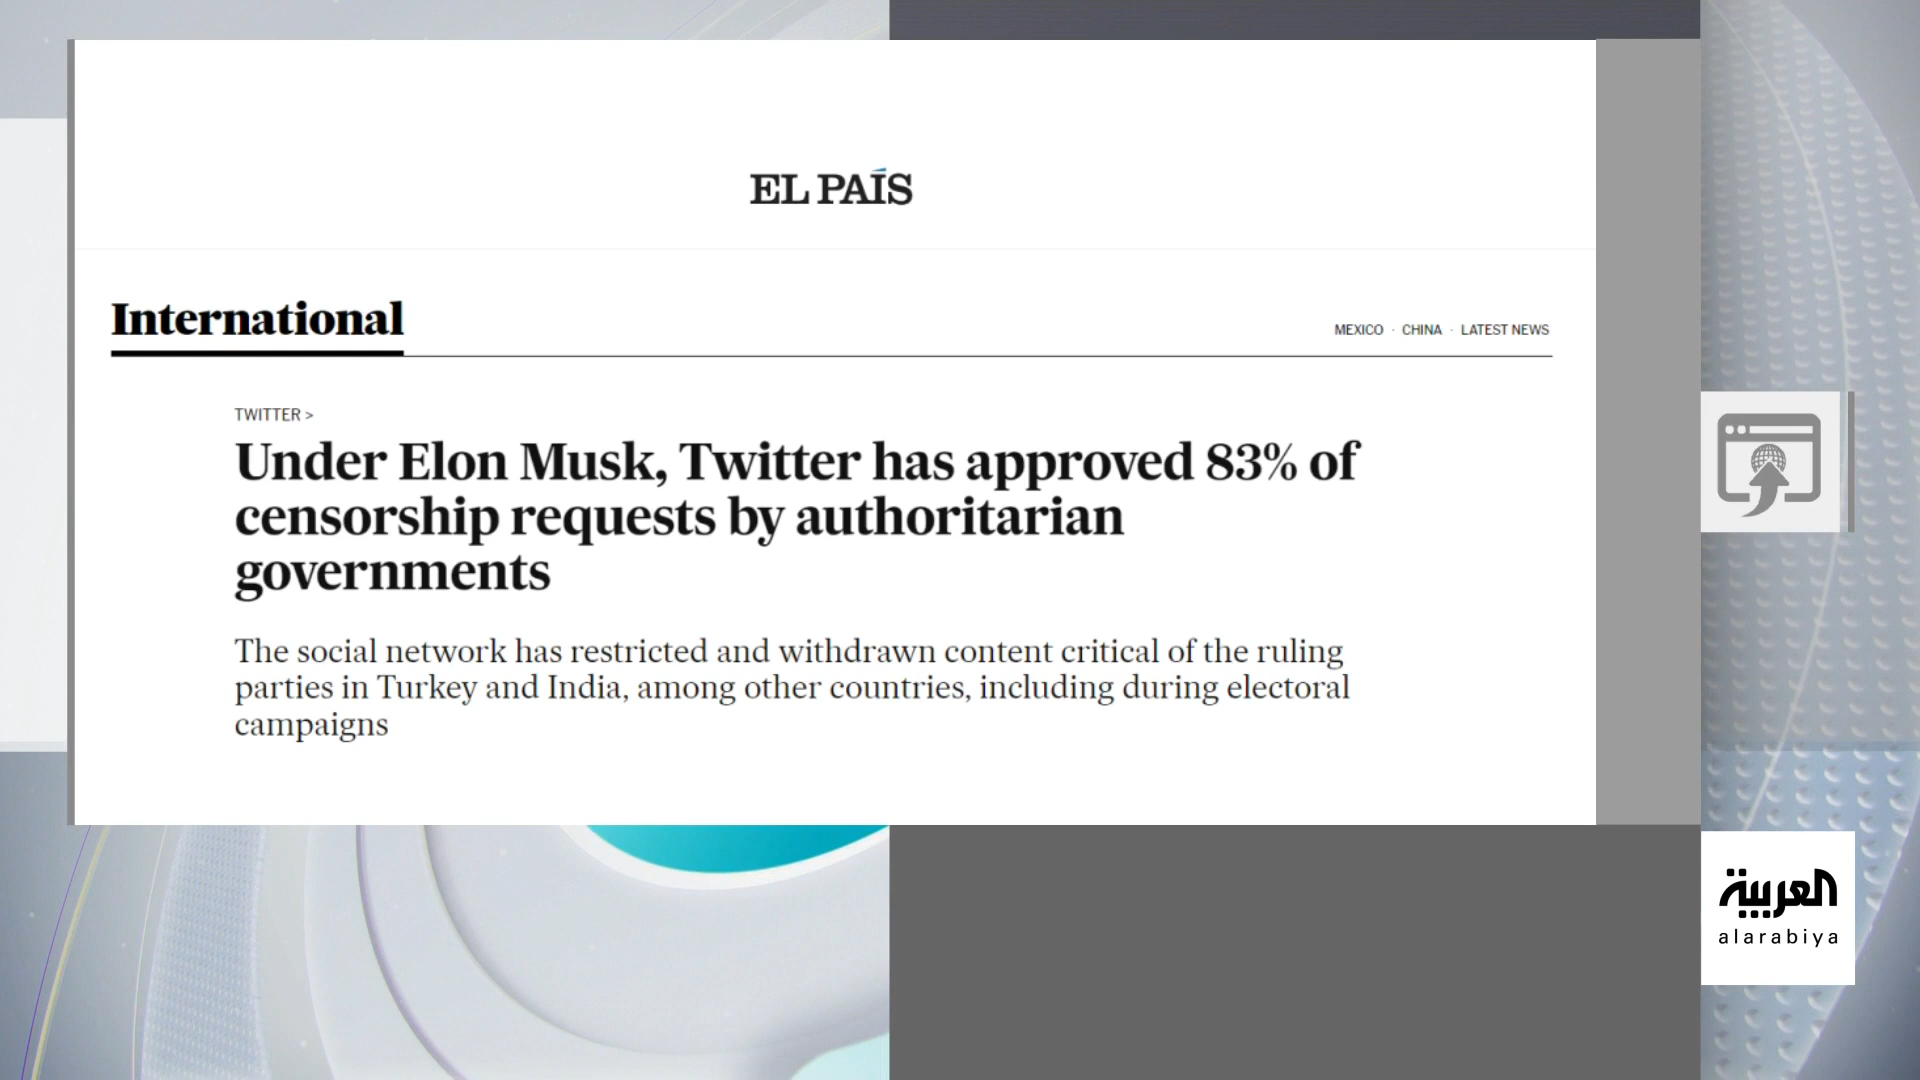 EL PAÍS
International
MEXICO · CHINA · LATEST NEWS
TWITTER >
Under Elon Musk, Twitter has approved 83% of
censorship requests by authoritarian
governments
The social network has restricted and withdrawn content critical of the ruling
parties in Turkey and India, among other countries, including during electoral
campaigns
العربية
alarabiya